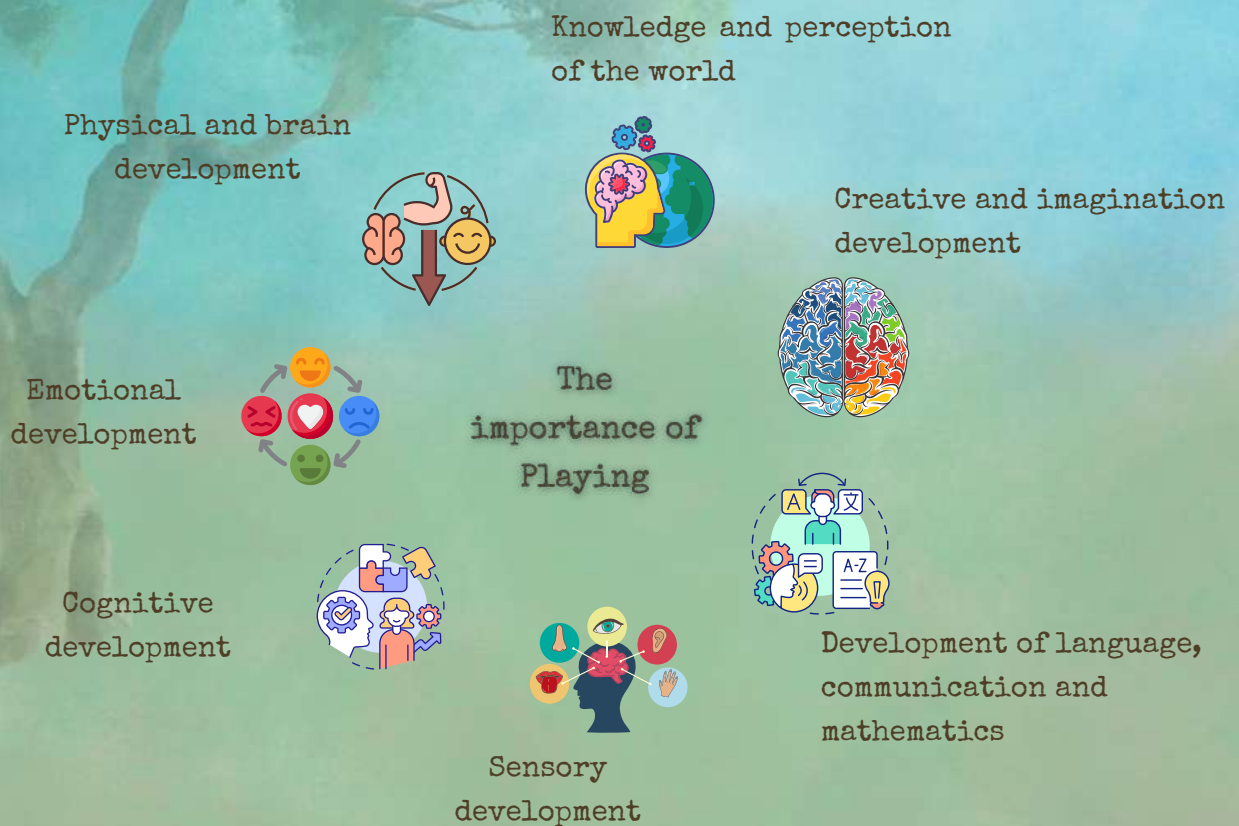 Knowledge and perception
of the world
Physical and brain
development
Creative and imagination
development
Emotional
development
The
importance of
Playing
A
文
A-Z
Cognitive
development
Development of language,
communication and
mathematics
Sensory
development